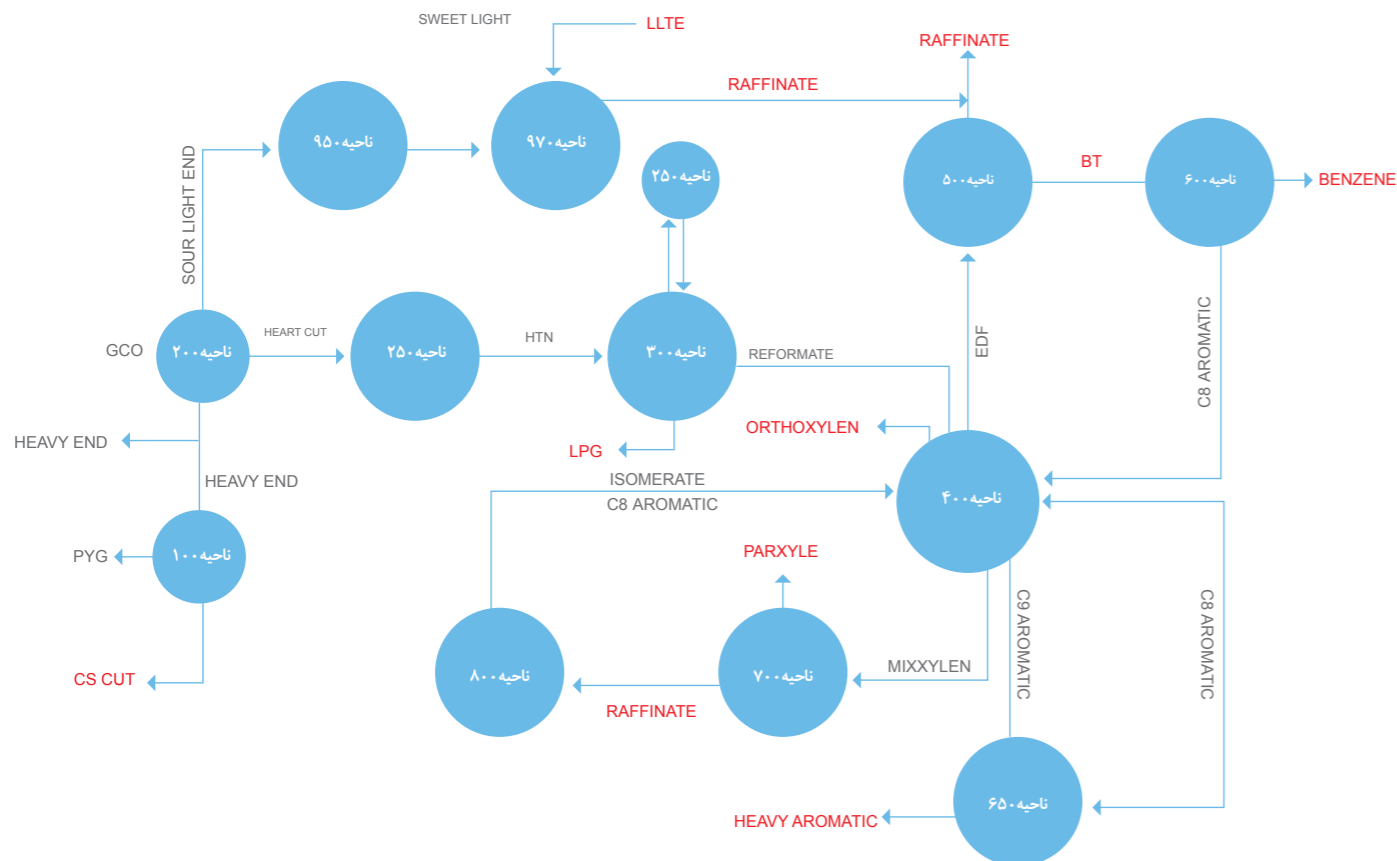 SWEET LIGHT
LLTE
RAFFINATE
RAFFINATE
ناحیه۹۵۰
ناحیه۹۷۰
ناحیه۲۵۰
ناحیه۵۰۰
BT
ناحیه۶۰۰
BENZENE
SOUR LIGHT END
GCO
ناحیه۲۰۰
HEART CUT
ناحیه۲۵۰
HTN
ناحیه۳۰۰
REFORMATE
EDF
C8 AROMATIC
HEAVY END
HEAVY END
LPG
ORTHOXYLEN
ISOMERATE
C8 AROMATIC
ناحیه۴۰۰
PYG
ناحیه۱۰۰
PARXYLE
C9 AROMATIC
C8 AROMATIC
CS CUT
ناحیه۸۰۰
RAFFINATE
ناحیه۷۰۰
MIXXYLEN
HEAVY AROMATIC
ناحیه۶۵۰